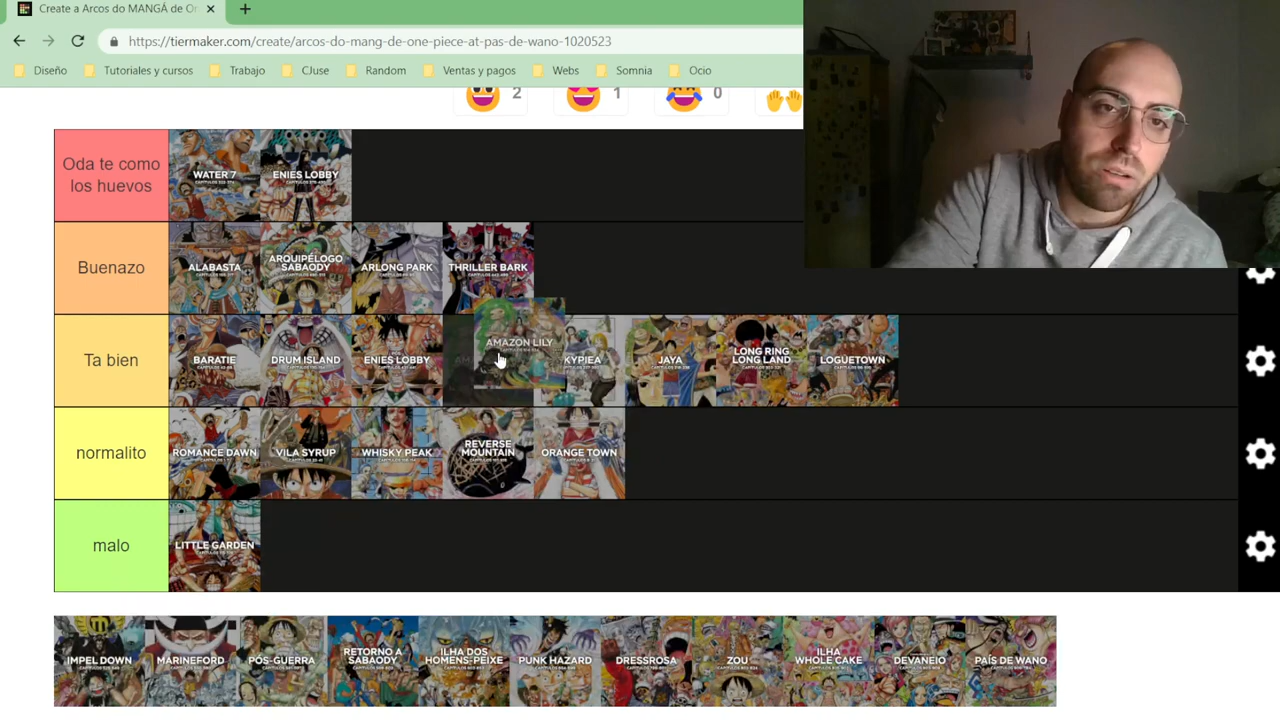 Create a Arcos do MANGÁ de Or
https://tiermaker.com/create/arcos-do-mang-de-one-piece-at-pas-de-wano-1020523
Diseño
Tutoriales y cursos
Trabajo
CJuse
Random
Ventas y pagos
Webs
Somnia
Ocio
2
1
0
Oda te como
los huevos
WATER 7
ENIES LOBBY
Buenazo
ALABASTA
ARQUIPÉLOGO
SABAODY
ARLONG PARK
THRILLER BARK
Ta bien
BARATIE
DRUM ISLAND
ENIES LOBBY
AMAZON LILY
KYPIEA
JAYA
LONG RING
LONG LAND
LOGUETOWN
normalito
ROMANCE DAWN
VILA SYRUP
WHISKY PEAK
REVERSE
MOUNTAIN
ORANGE TOWN
malo
LITTLE GARDEN
IMPEL DOWN
MARINEFORD
PÓS-GUERRA
RETORNO A
SABAODY
ILHA DOS
HOMENS-PEIXE
PUNK HAZARD
DRESSROSA
ZOU
ILHA
WHOLE CAKE
DEVANEIO
PAÍS DE WANO